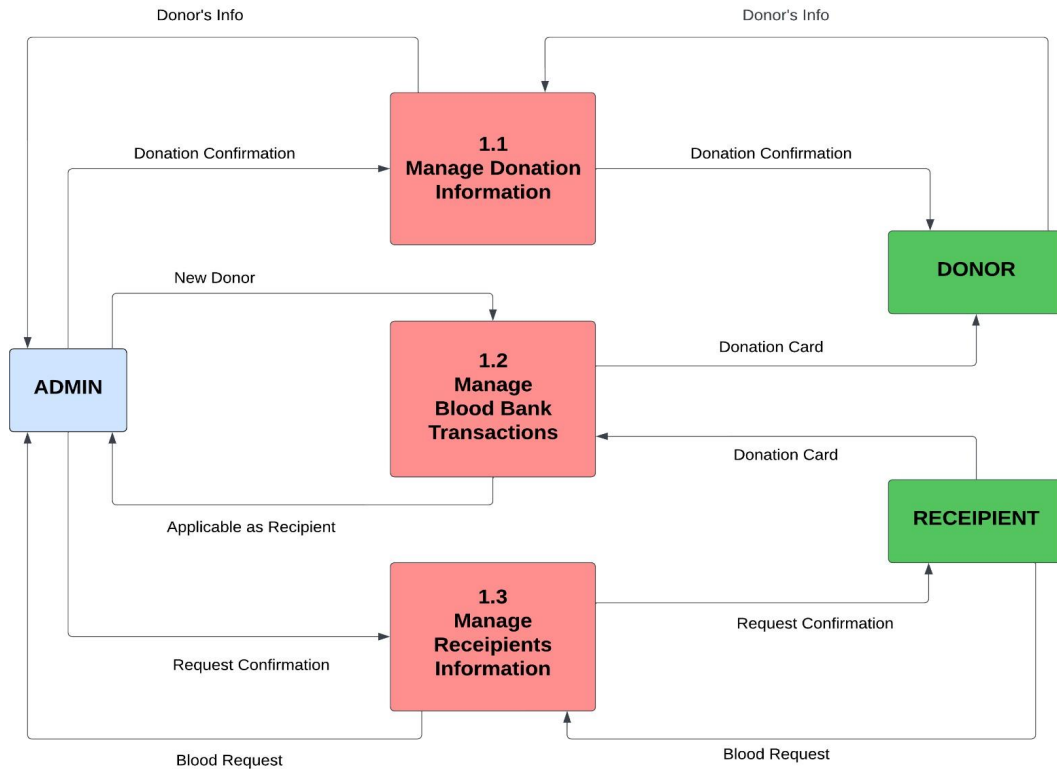 Donor's Info
Donor's Info
1.1
Manage Donation
Information
Donation Confirmation
Donation Confirmation
DONOR
New Donor
1.2
Manage
Blood Bank
Transactions
Donation Card
ADMIN
Donation Card
RECEIPIENT
Applicable as Recipient
1.3
Manage
Receipients
Information
Request Confirmation
Request Confirmation
Blood Request
Blood Request